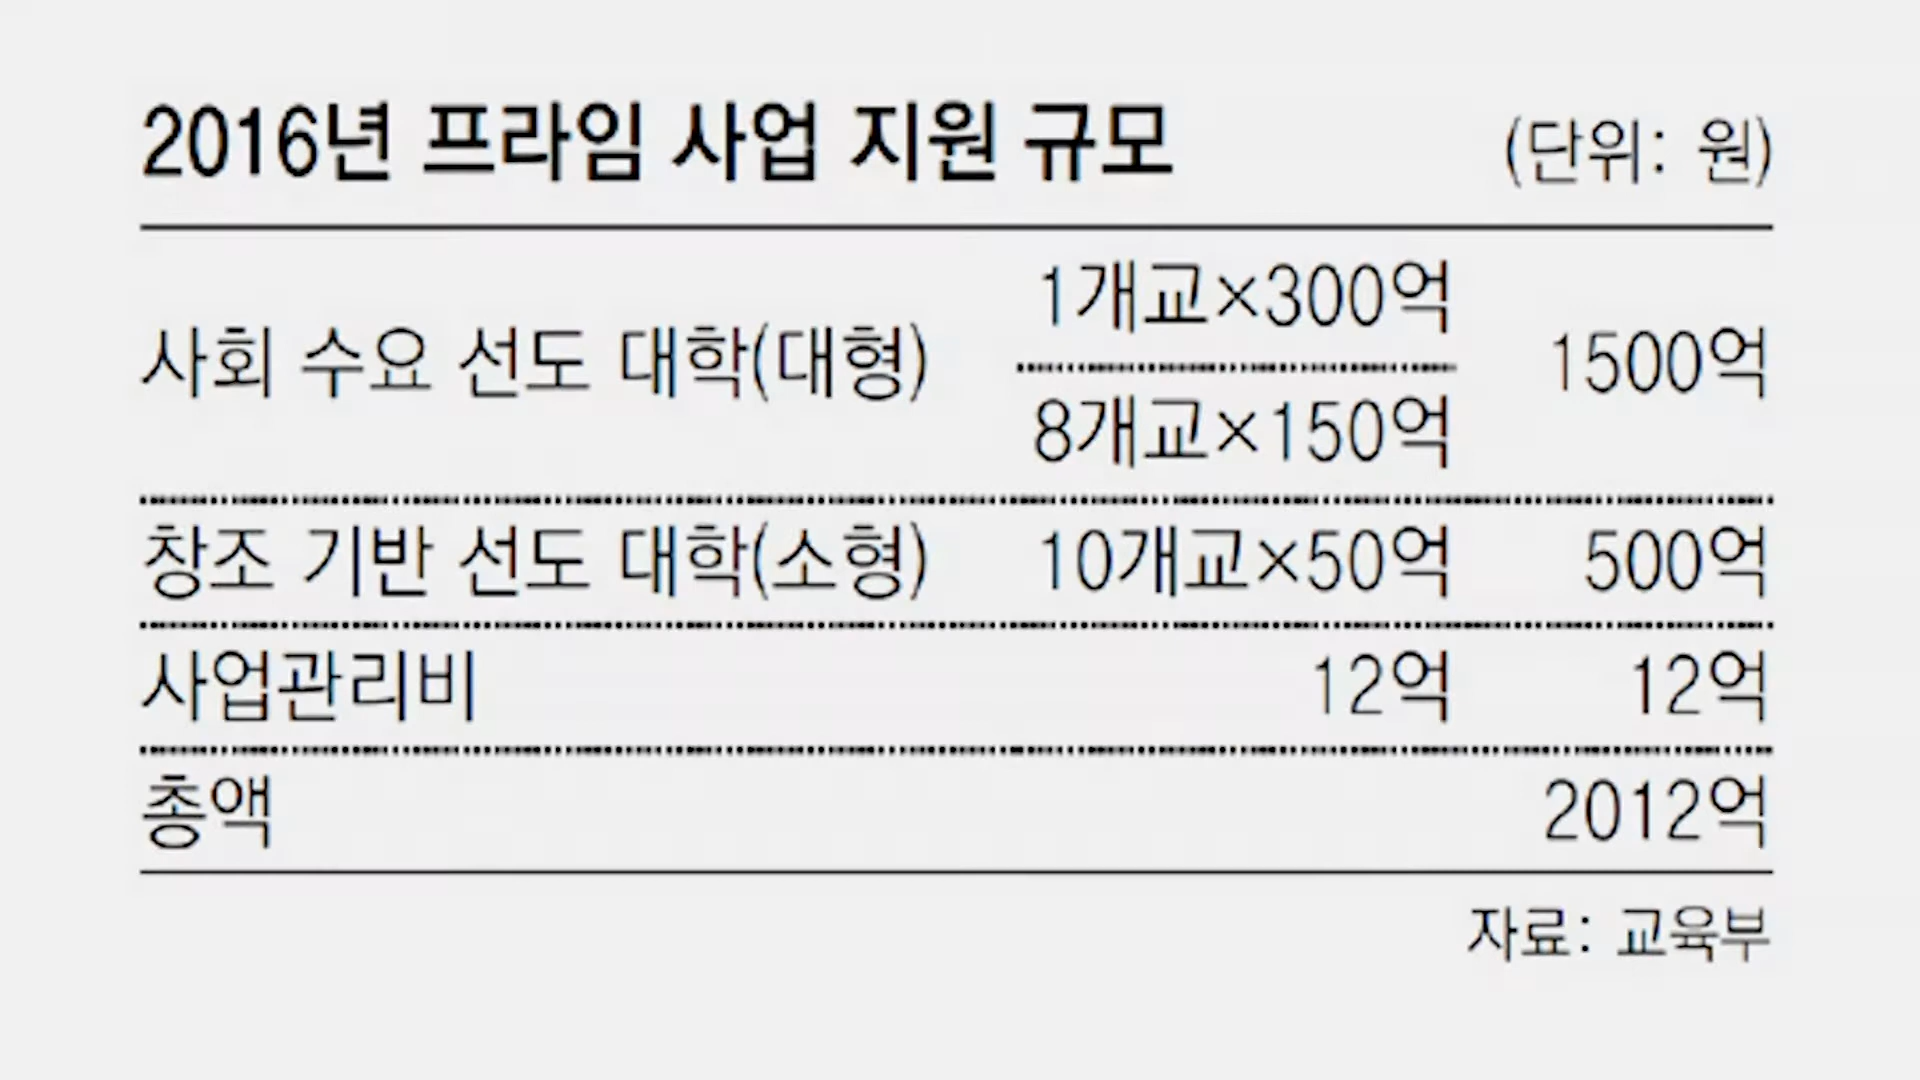 2016년 프라임 사업 지원 규모 (단위: 원)
사회 수요 선도 대학(대형) 1개교×300억 1500억
8개교×150억
창조 기반 선도 대학(소형) 10개교×50억 500억
사업관리비 12억 12억
총액 2012억
자료: 교육부